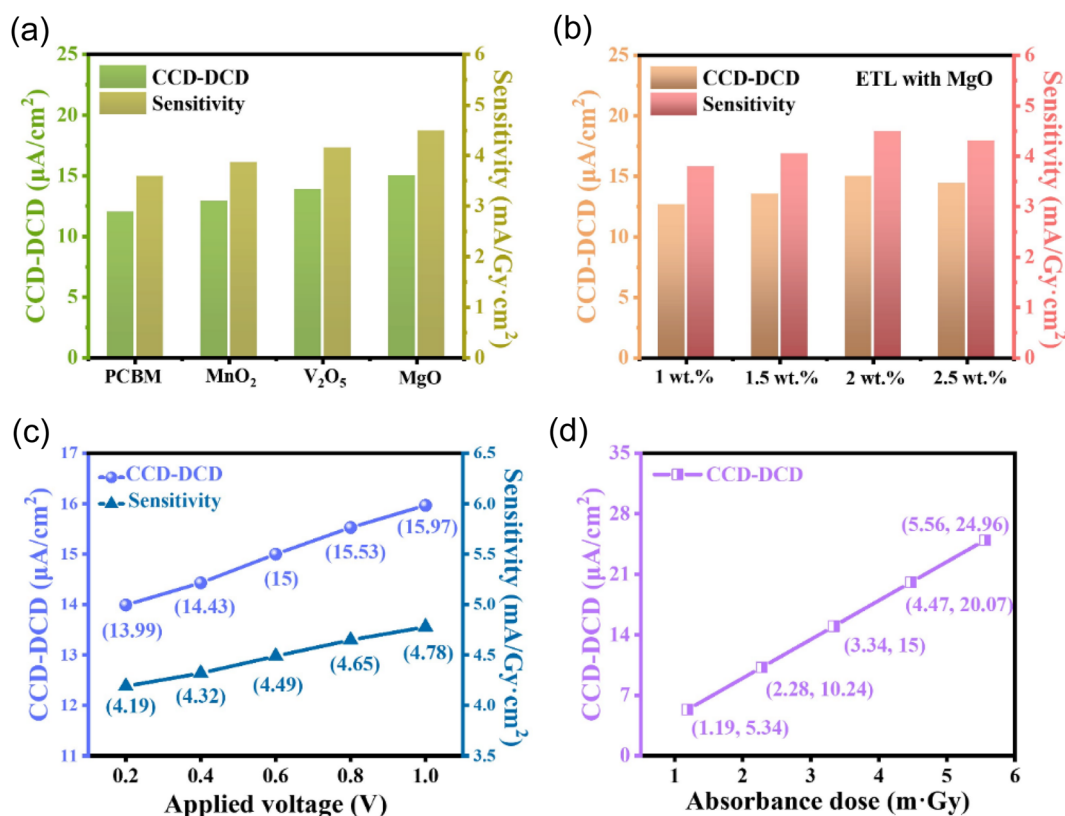 (a)
CCD-DCD (μA/cm²)
25
20
15
10
5
0
CCD-DCD
Sensitivity
PCBM MnO₂ V₂O₅ MgO
6
5
4
3
2
1
0
Sensitivity (mA/Gy·cm²)
(b)
CCD-DCD (μA/cm²)
25
20
15
10
5
0
CCD-DCD
Sensitivity
ETL with MgO
1 wt.% 1.5 wt.% 2 wt.% 2.5 wt.%
6
5
4
3
2
1
0
Sensitivity (mA/Gy·cm²)
(c)
CCD-DCD (μA/cm²)
17
16
15
14
13
12
11
CCD-DCD
Sensitivity
(13.99)
(14.43)
(15)
(15.53)
(15.97)
(4.19)
(4.32)
(4.49)
(4.65)
(4.78)
0.2 0.4 0.6 0.8 1.0
Applied voltage (V)
6.5
6.0
5.5
5.0
4.5
4.0
3.5
Sensitivity (mA/Gy·cm²)
(d)
CCD-DCD (μA/cm²)
35
28
21
14
7
0
CCD-DCD
(5.56, 24.96)
(4.47, 20.07)
(3.34, 15)
(2.28, 10.24)
(1.19, 5.34)
1 2 3 4 5 6
Absorbance dose (m·Gy)